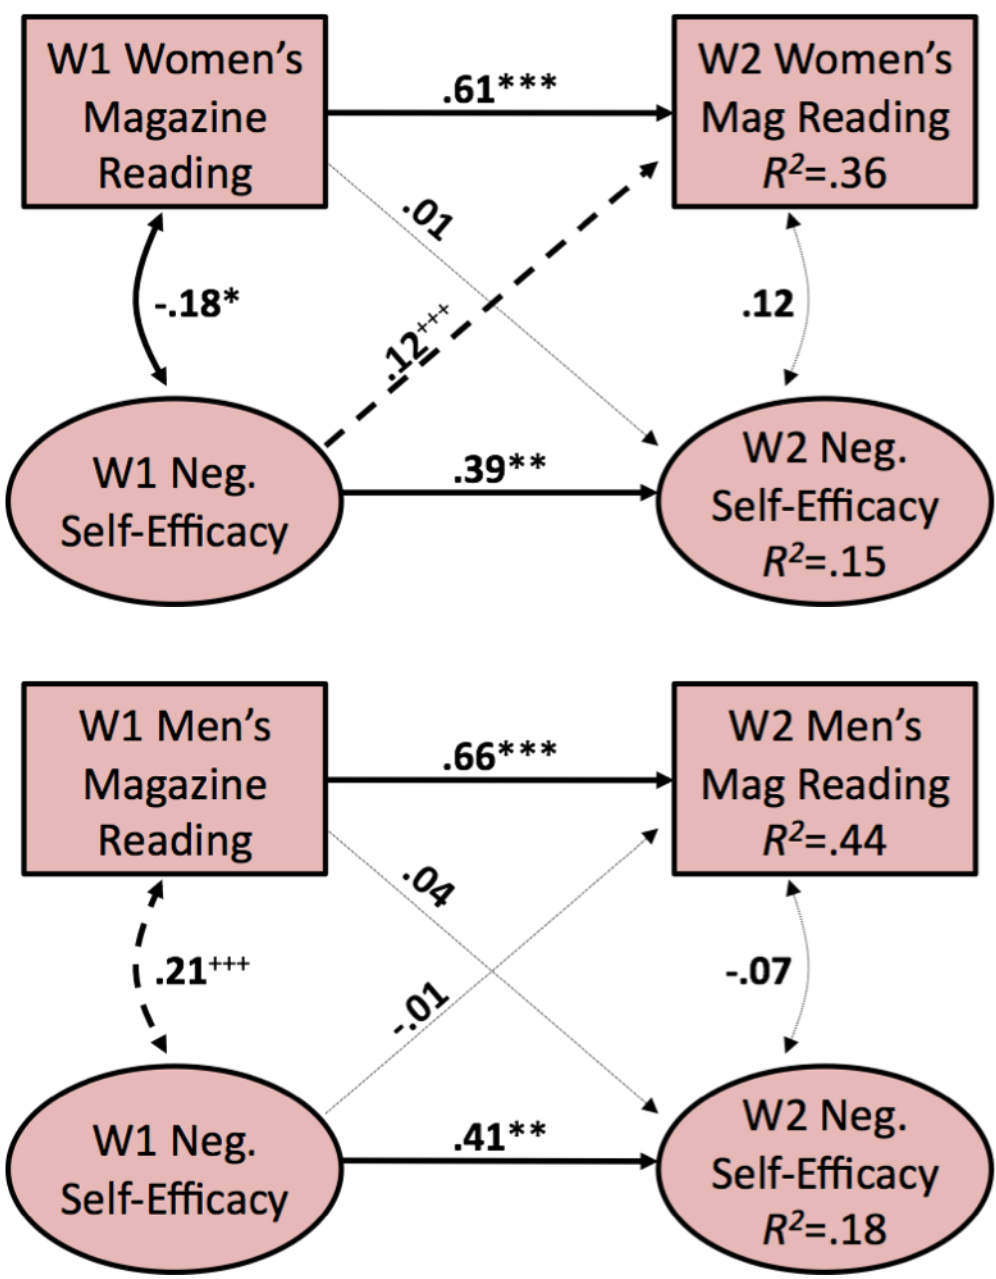 W1 Women's
Magazine
Reading
.61***
W2 Women's
Mag Reading
R²=.36
.01
-.18*
.12+++
.12
W1 Neg.
Self-Efficacy
.39**
W2 Neg.
Self-Efficacy
R²=.15
W1 Men's
Magazine
Reading
.66***
W2 Men's
Mag Reading
R²=.44
.04
.21+++
-.01
-.07
W1 Neg.
Self-Efficacy
.41**
W2 Neg.
Self-Efficacy
R²=.18